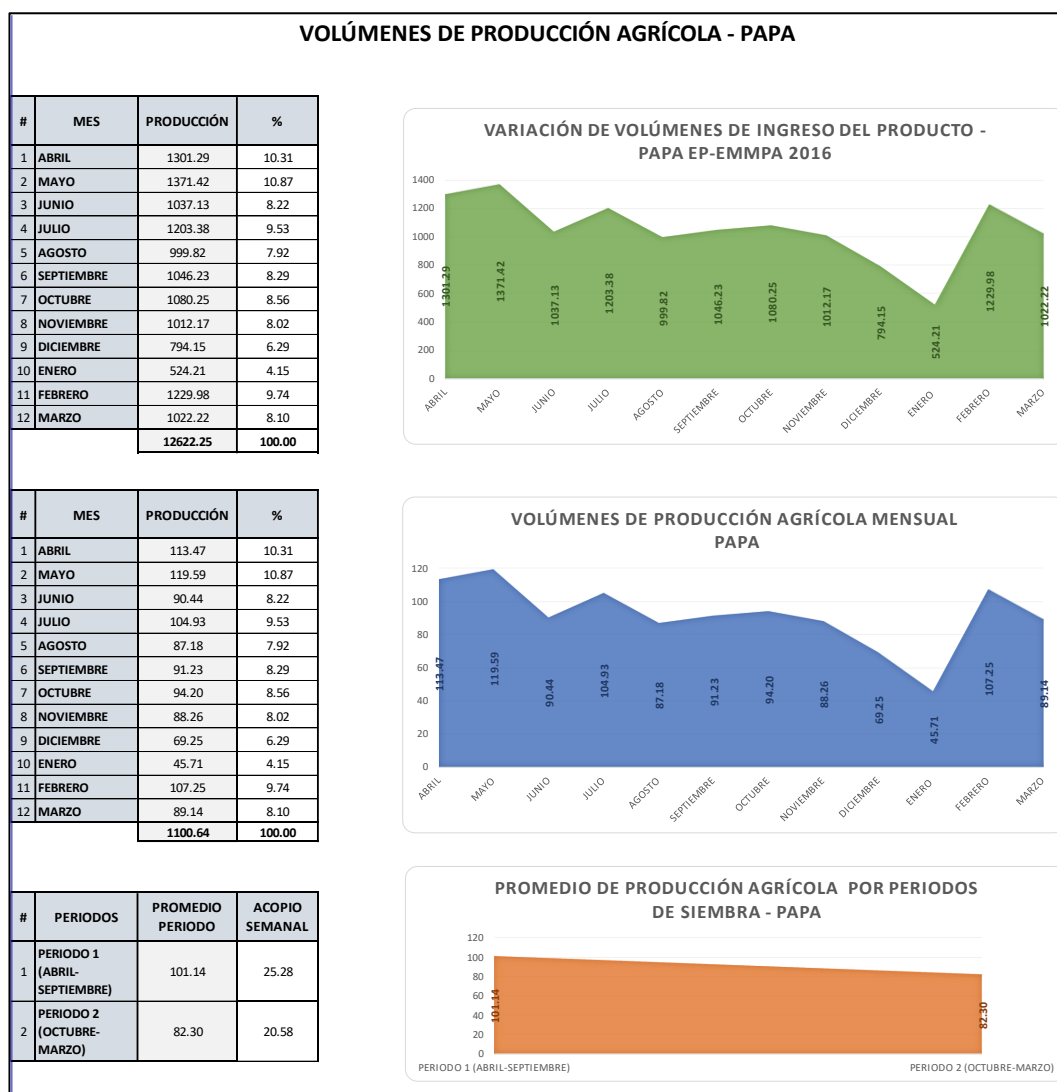 VOLÚMENES DE PRODUCCIÓN AGRÍCOLA - PAPA
# MES PRODUCCIÓN %
1 ABRIL 1301.29 10.31
2 MAYO 1371.42 10.87
3 JUNIO 1037.13 8.22
4 JULIO 1203.38 9.53
5 AGOSTO 999.82 7.92
6 SEPTIEMBRE 1046.23 8.29
7 OCTUBRE 1080.25 8.56
8 NOVIEMBRE 1012.17 8.02
9 DICIEMBRE 794.15 6.29
10 ENERO 524.21 4.15
11 FEBRERO 1229.98 9.74
12 MARZO 1022.22 8.10
12622.25 100.00
VARIACIÓN DE VOLÚMENES DE INGRESO DEL PRODUCTO -
PAPA EP-EMMPA 2016
1400
1200
1000
800
600
400
200
0
1301.29
1371.42
1037.13
1203.38
999.82
1046.23
1080.25
1012.17
794.15
524.21
1229.98
1022.22
ABRIL
MAYO
JUNIO
JULIO
AGOSTO
SEPTIEMBRE
OCTUBRE
NOVIEMBRE
DICIEMBRE
ENERO
FEBRERO
MARZO
# MES PRODUCCIÓN %
1 ABRIL 113.47 10.31
2 MAYO 119.59 10.87
3 JUNIO 90.44 8.22
4 JULIO 104.93 9.53
5 AGOSTO 87.18 7.92
6 SEPTIEMBRE 91.23 8.29
7 OCTUBRE 94.20 8.56
8 NOVIEMBRE 88.26 8.02
9 DICIEMBRE 69.25 6.29
10 ENERO 45.71 4.15
11 FEBRERO 107.25 9.74
12 MARZO 89.14 8.10
1100.64 100.00
VOLÚMENES DE PRODUCCIÓN AGRÍCOLA MENSUAL
PAPA
120
100
80
60
40
20
0
113.47
119.59
90.44
104.93
87.18
91.23
94.20
88.26
69.25
45.71
107.25
89.14
ABRIL
MAYO
JUNIO
JULIO
AGOSTO
SEPTIEMBRE
OCTUBRE
NOVIEMBRE
DICIEMBRE
ENERO
FEBRERO
MARZO
# PERIODOS PROMEDIO PERIODO ACOPIO SEMANAL
1 PERIODO 1 (ABRIL-SEPTIEMBRE) 101.14 25.28
2 PERIODO 2 (OCTUBRE-MARZO) 82.30 20.58
PROMEDIO DE PRODUCCIÓN AGRÍCOLA POR PERIODOS
DE SIEMBRA - PAPA
120
100
80
60
40
20
0
101.14
82.30
PERIODO 1 (ABRIL-SEPTIEMBRE)
PERIODO 2 (OCTUBRE-MARZO)